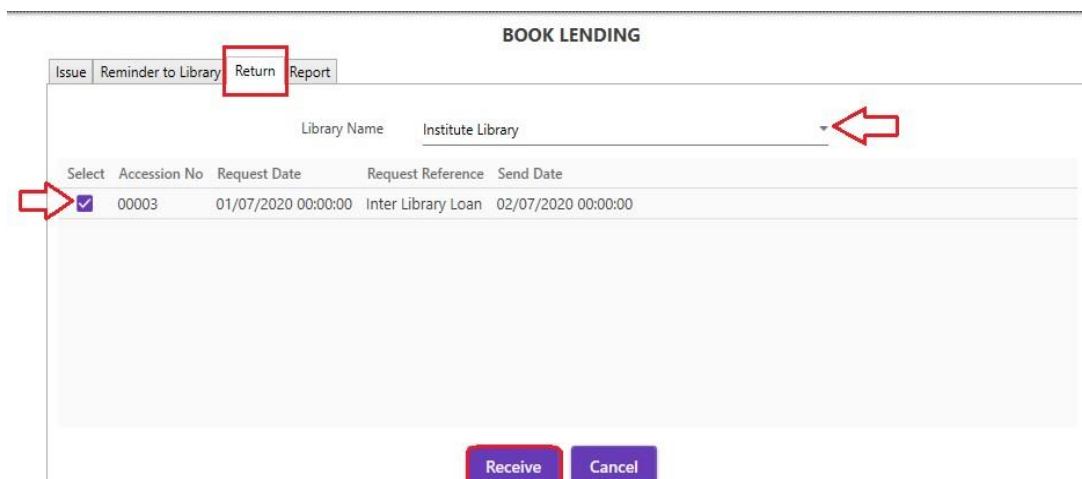 BOOK LENDING
Issue Reminder to Library Return Report
Library Name Institute Library
Select Accession No Request Date Request Reference Send Date
00003 01/07/2020 00:00:00 Inter Library Loan 02/07/2020 00:00:00
Receive Cancel